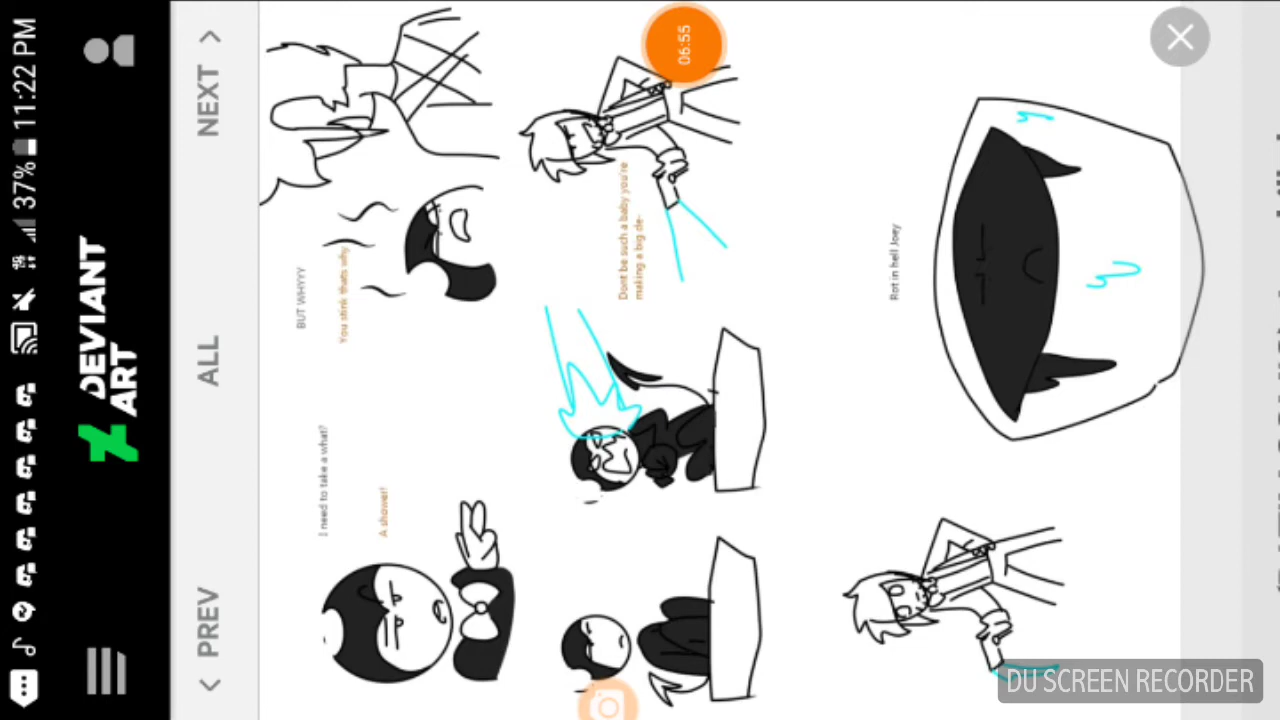 37% 11:22 PM
DEVIANT
ART
< PREV
ALL
NEXT >
I need to take a what?
A shower!
BUT WHYYY
You stink thats why
Dont be such a baby you're
making a big de-
Rot in hell Joey
06:55
DU SCREEN RECORDER